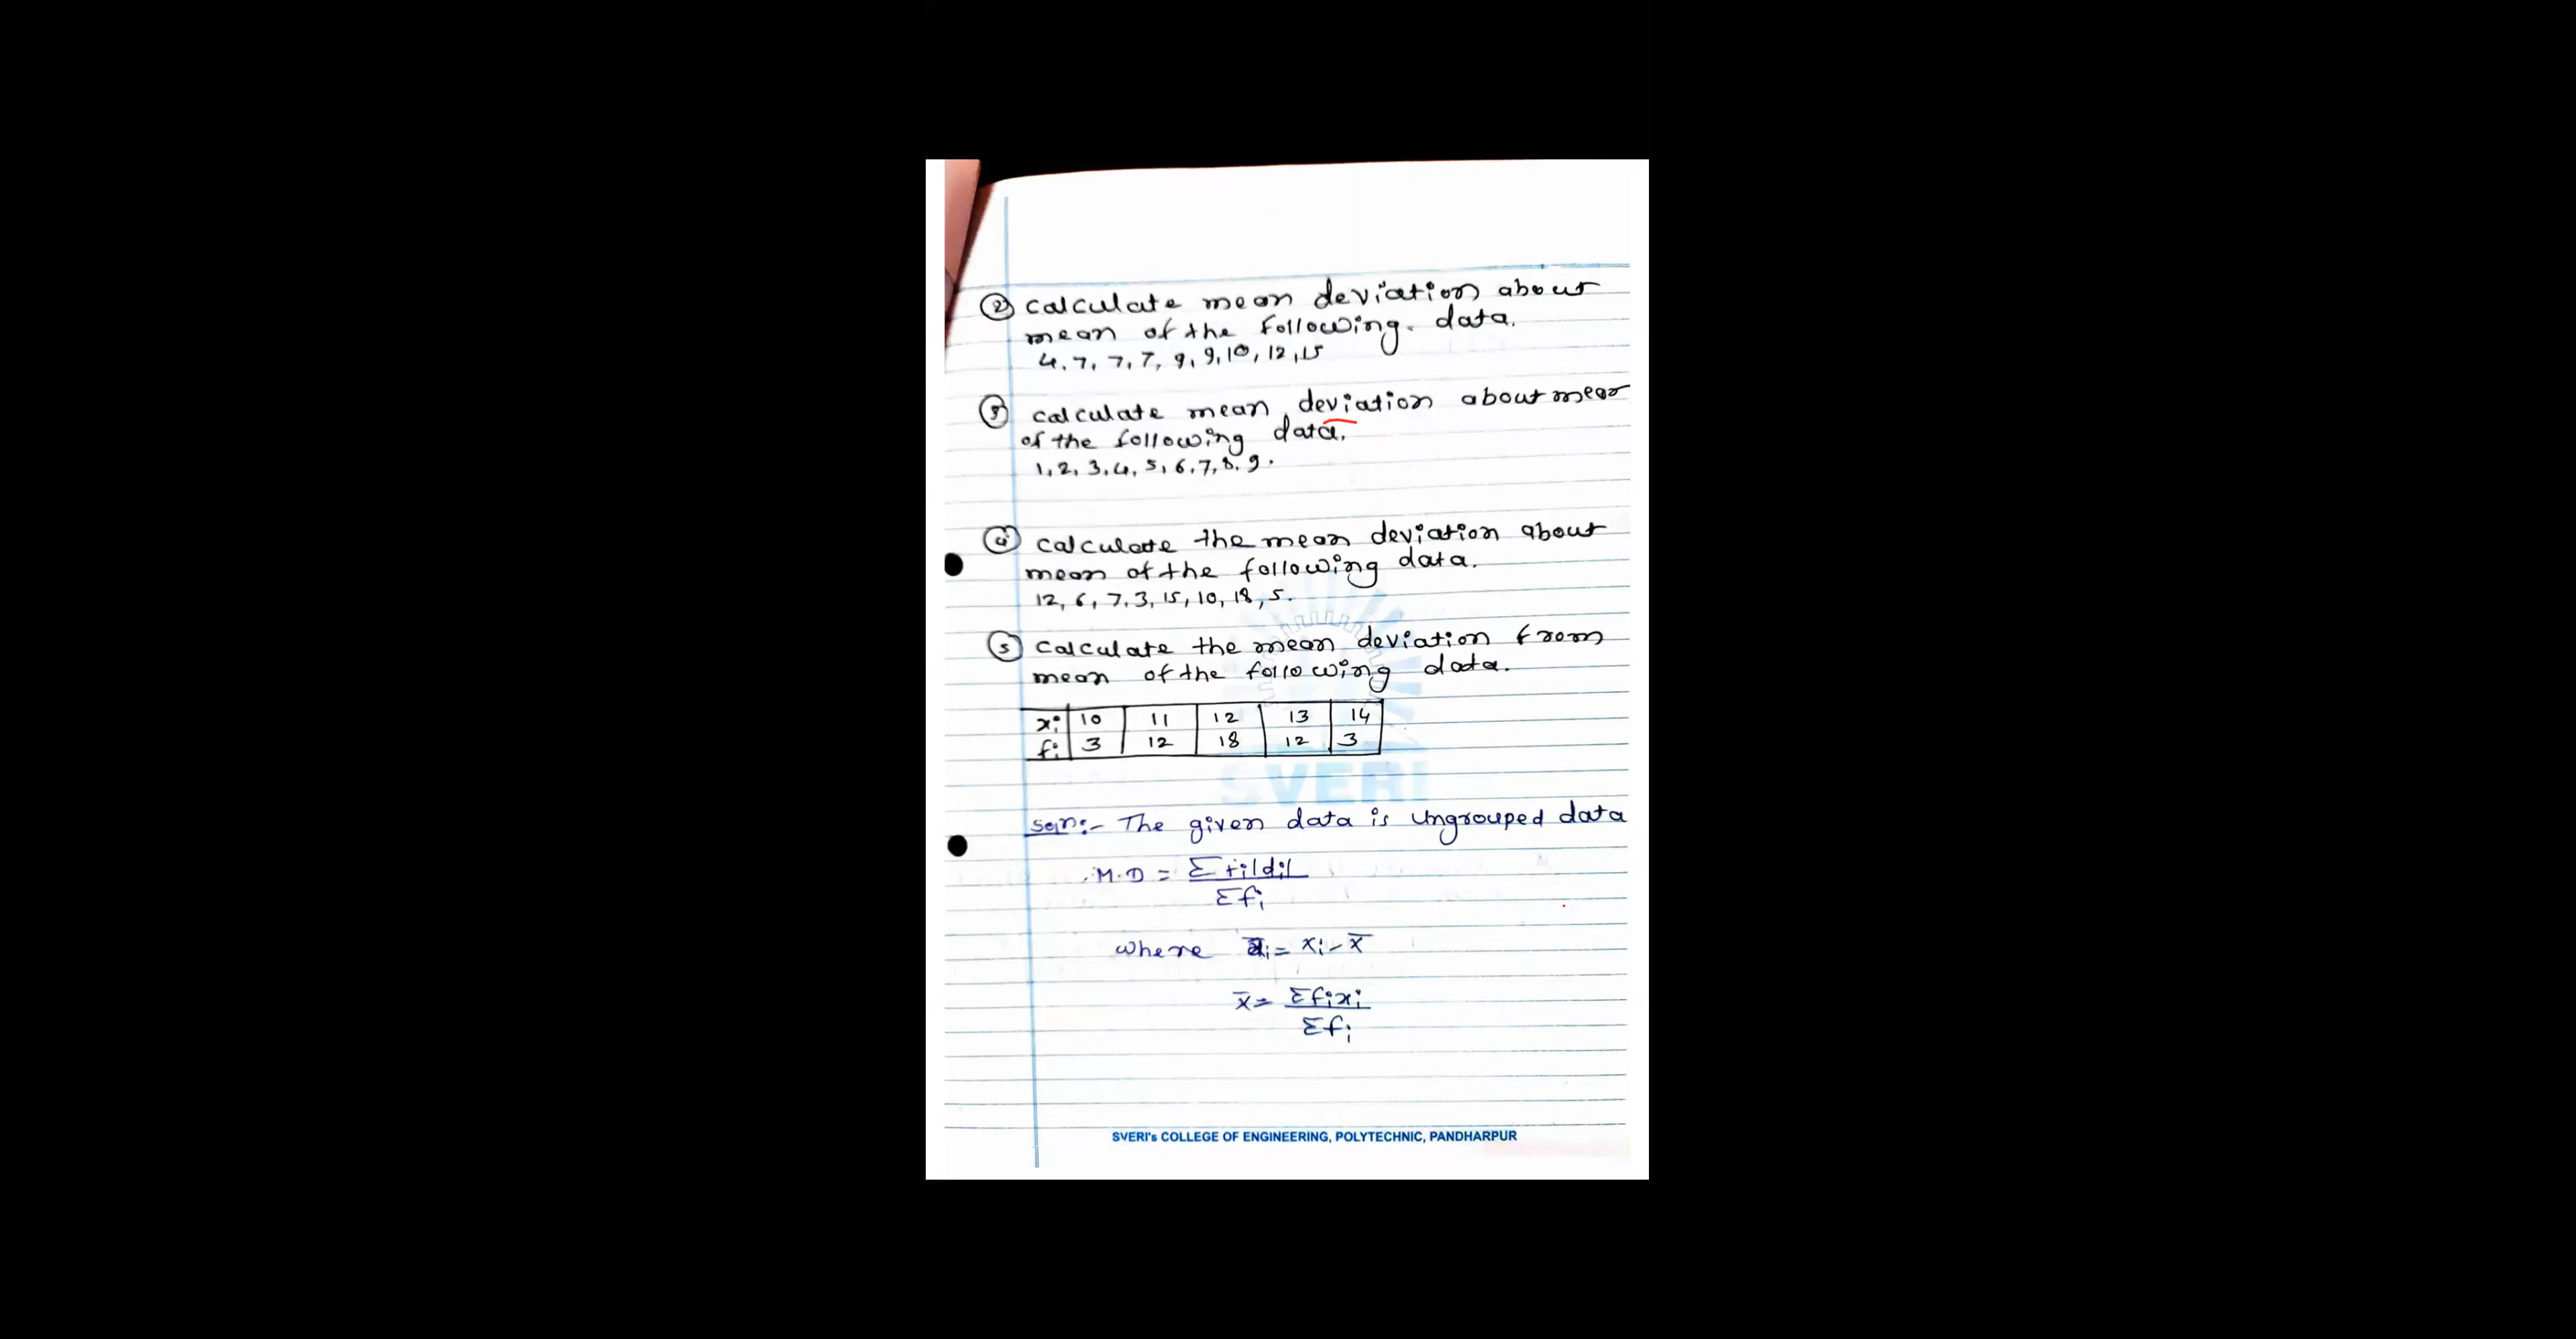 ② calculate mean deviation about
mean of the following. data.
4, 7, 7, 7, 9, 9, 10, 12, 15
③ calculate mean deviation about mean
of the following data.
1, 2, 3, 4, 5, 6, 7, 8, 9.
④ calculate the mean deviation about
mean of the following data.
12, 6, 7, 3, 15, 10, 18, 5.
⑤ calculate the mean deviation from
mean of the following data.
xi 10 11 12 13 14
fi 3 12 18 12 3
SVERI
soln:- The given data is ungrouped data
M.D = Σfi|di|
Σfi
where di = xi - x̄
x̄ = Σfixi
Σfi
SVERI's COLLEGE OF ENGINEERING, POLYTECHNIC, PANDHARPUR